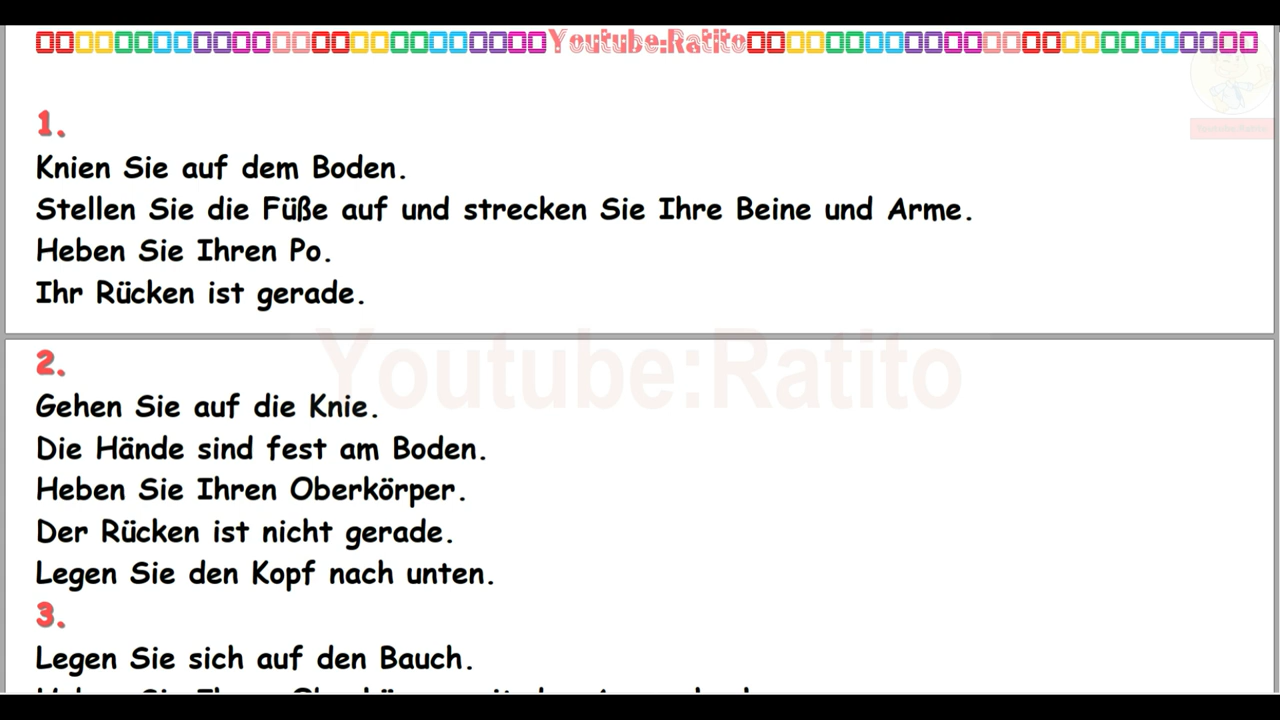 Youtube:Ratito
1.
Knien Sie auf dem Boden.
Stellen Sie die Füße auf und strecken Sie Ihre Beine und Arme.
Heben Sie Ihren Po.
Ihr Rücken ist gerade.
Youtube:Ratito
2.
Gehen Sie auf die Knie.
Die Hände sind fest am Boden.
Heben Sie Ihren Oberkörper.
Der Rücken ist nicht gerade.
Legen Sie den Kopf nach unten.
3.
Legen Sie sich auf den Bauch.